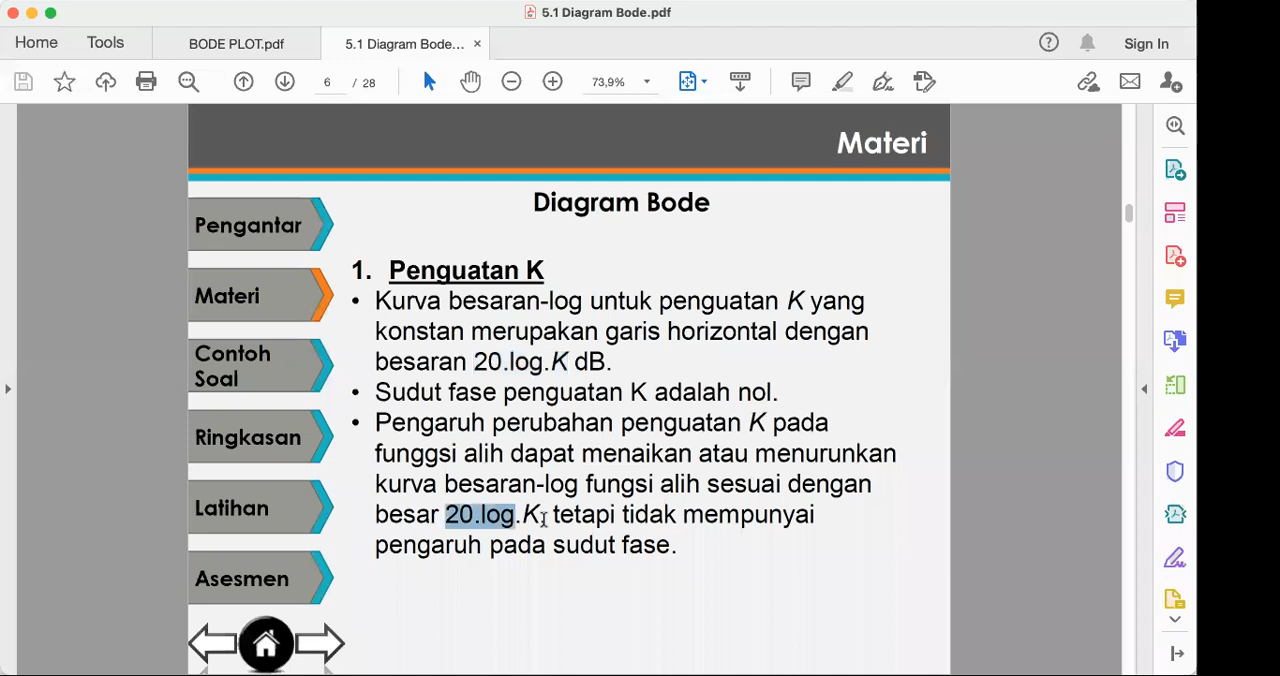 5.1 Diagram Bode.pdf
Home Tools BODE PLOT.pdf 5.1 Diagram Bode... × Sign In
6 / 28 73,9%
Materi
Diagram Bode
Pengantar
Materi
Contoh
Soal
Ringkasan
Latihan
Asesmen
1. Penguatan K
• Kurva besaran-log untuk penguatan K yang
konstan merupakan garis horizontal dengan
besaran 20.log.K dB.
• Sudut fase penguatan K adalah nol.
• Pengaruh perubahan penguatan K pada
funggsi alih dapat menaikan atau menurunkan
kurva besaran-log fungsi alih sesuai dengan
besar 20.log.K, tetapi tidak mempunyai
pengaruh pada sudut fase.